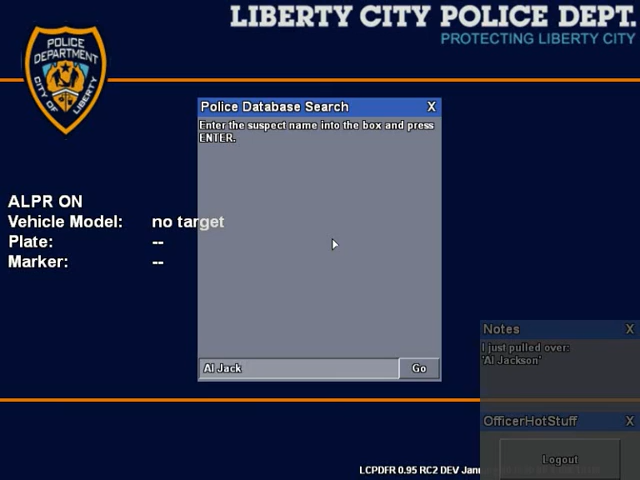 LIBERTY CITY POLICE DEPT.
PROTECTING LIBERTY CITY
POLICE
DEPARTMENT
CITY OF LIBERTY
Police Database Search X
Enter the suspect name into the box and press
ENTER.
ALPR ON
Vehicle Model: no target
Plate: --
Marker: --
Al Jack Go
Notes X
I just pulled over:
'Al Jackson'
OfficerHotStuff X
Logout
LCPDFR 0.95 RC2 DEV